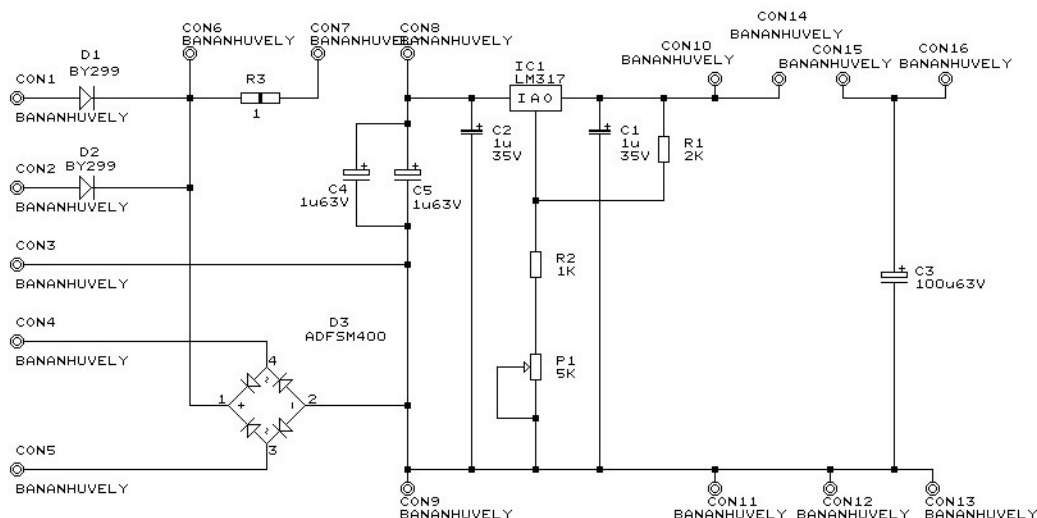 CON6
BANANHUVELY
CON7
BANANHUVELY
CON8
BANANHUVELY
CON14
BANANHUVELY
CON10
BANANHUVELY
CON15
BANANHUVELY
CON16
BANANHUVELY
D1
BY299
CON1
BANANHUVELY
R3
1
IC1
LM317
I A O
C2
1u
35V
C1
1u
35V
R1
2K
D2
BY299
CON2
BANANHUVELY
C4
1u63V
C5
1u63V
CON3
BANANHUVELY
R2
1K
C3
100u63V
CON4
BANANHUVELY
D3
ADFSM400
4
~
1
+
-
2
~
3
P1
5K
CON5
BANANHUVELY
CON9
BANANHUVELY
CON11
BANANHUVELY
CON12
BANANHUVELY
CON13
BANANHUVELY